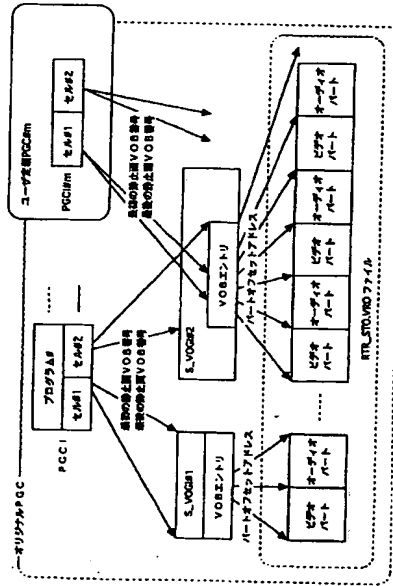 オリジナルPGC
PGCI
プログラム#
セル#1
セル#2
ユーザ定義PGC#m
PGCI#m
セル#1
セル#2
最初の静止画VOB番号
最後の静止画VOB番号
最初の静止画VOB番号
最後の静止画VOB番号
S_VOGI#1
VOBエントリ
S_VOGI#2
VOBエントリ
パートオフセットアドレス
パートオフセットアドレス
ビデオ
パート
オーディオ
パート
ビデオ
パート
オーディオ
パート
ビデオ
パート
オーディオ
パート
ビデオ
パート
オーディオ
パート
RTR_STO.VROファイル